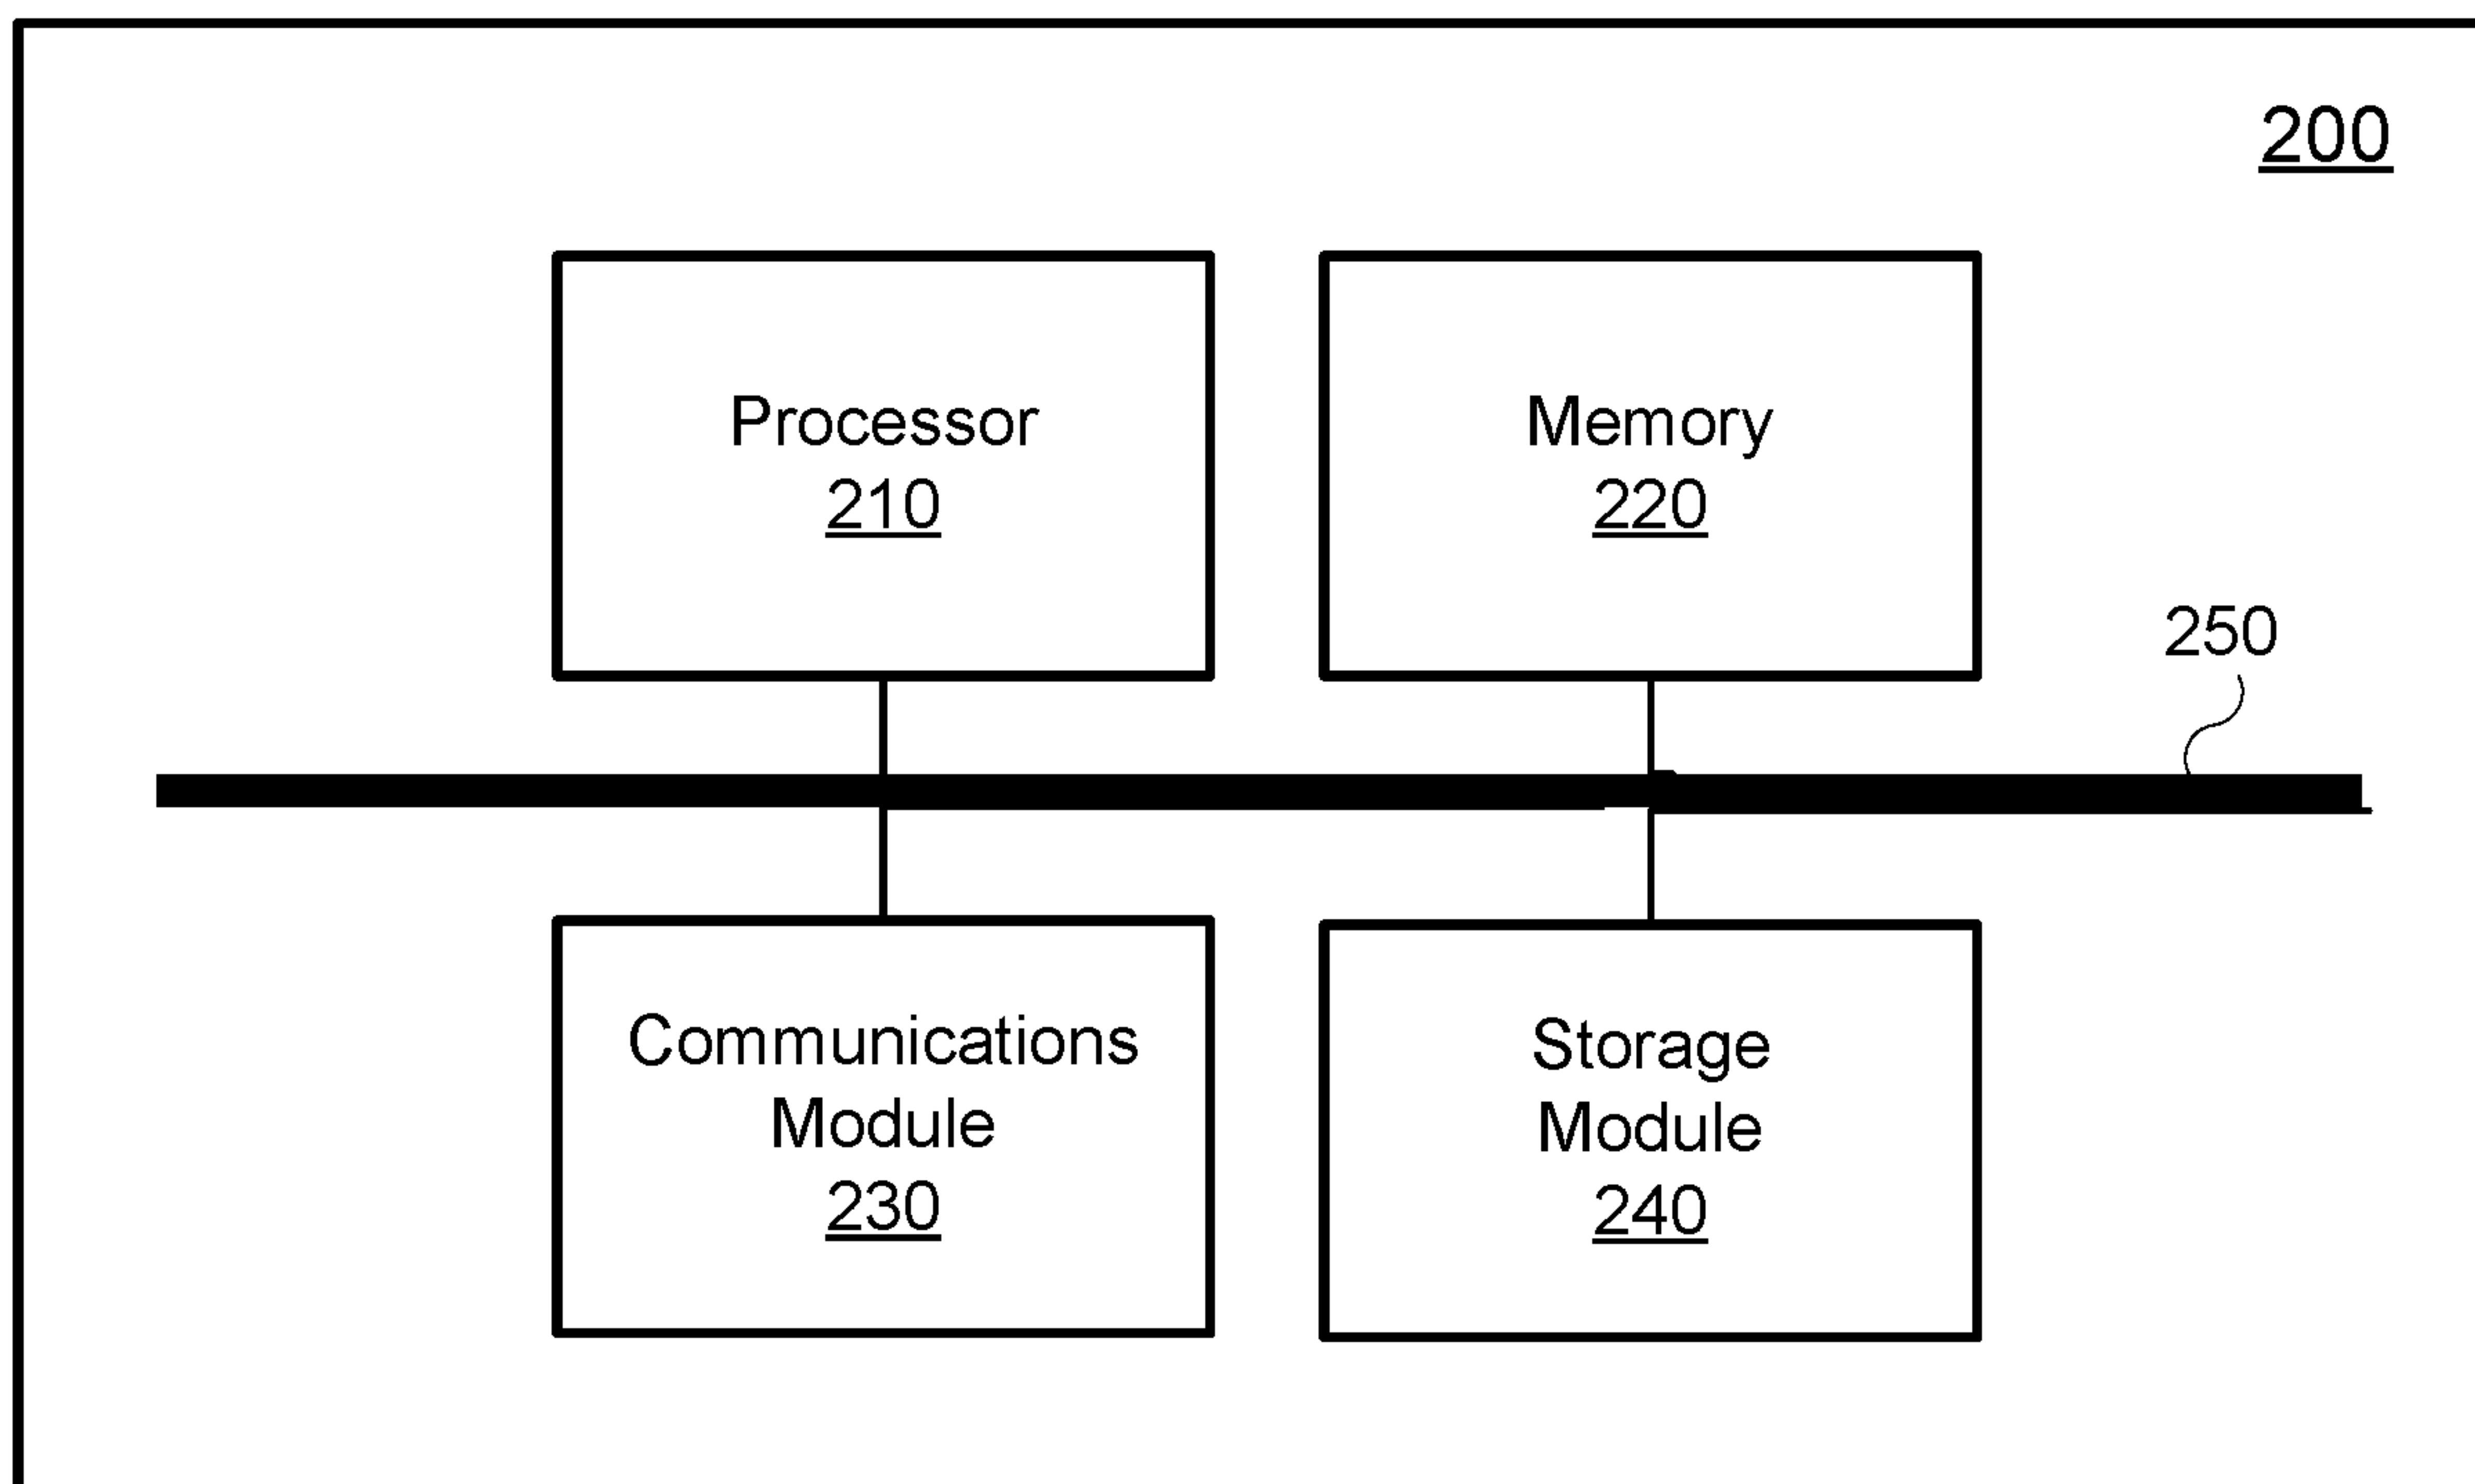 200
Processor
210
Memory
220
250
Communications
Module
230
Storage
Module
240